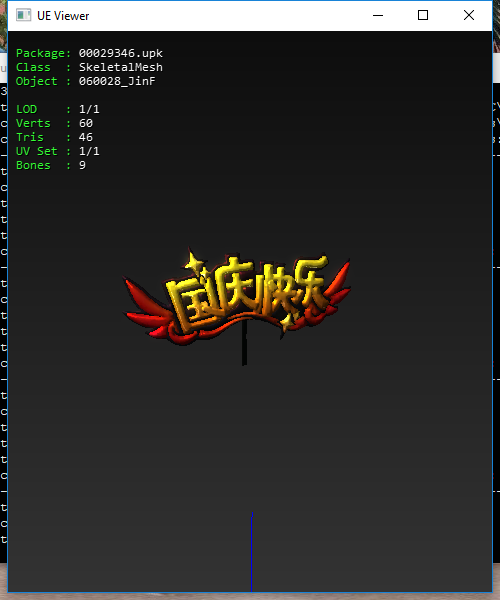 UE Viewer
Package: 00029346.upk
Class : SkeletalMesh
Object : 060028_JinF
LOD : 1/1
Verts : 60
Tris : 46
UV Set : 1/1
Bones : 9
国庆快乐